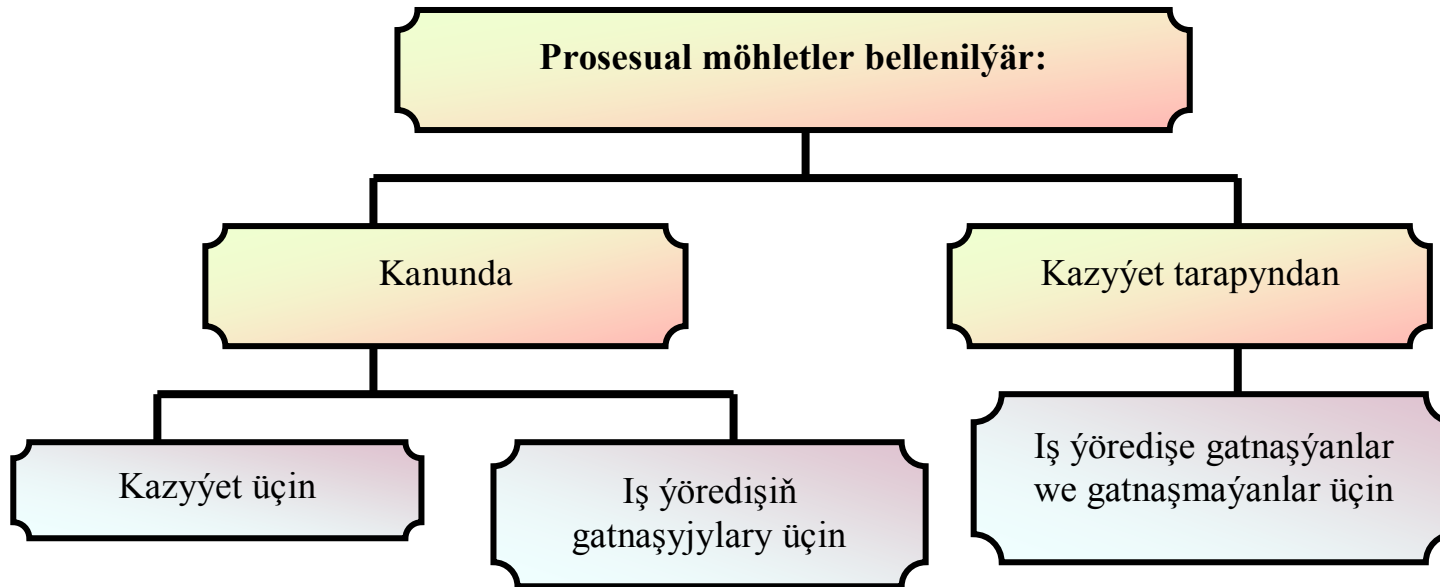 Prosesual möhletler bellenilýär:
Kanunda
Kazyýet tarapyndan
Kazyýet üçin
Iş ýöredişiň
gatnaşyjylary üçin
Iş ýöredişe gatnaşýanlar
we gatnaşmaýanlar üçin